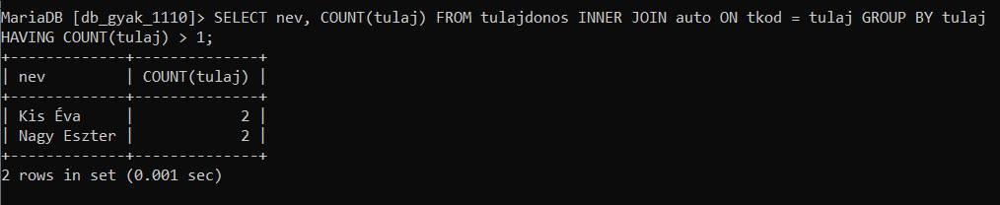 MariaDB [db_gyak_1110]> SELECT nev, COUNT(tulaj) FROM tulajdonos INNER JOIN auto ON tkod = tulaj GROUP BY tulaj
HAVING COUNT(tulaj) > 1;
+-------------+--------------+
| nev         | COUNT(tulaj) |
+-------------+--------------+
| Kis Éva     |            2 |
| Nagy Eszter |            2 |
+-------------+--------------+
2 rows in set (0.001 sec)